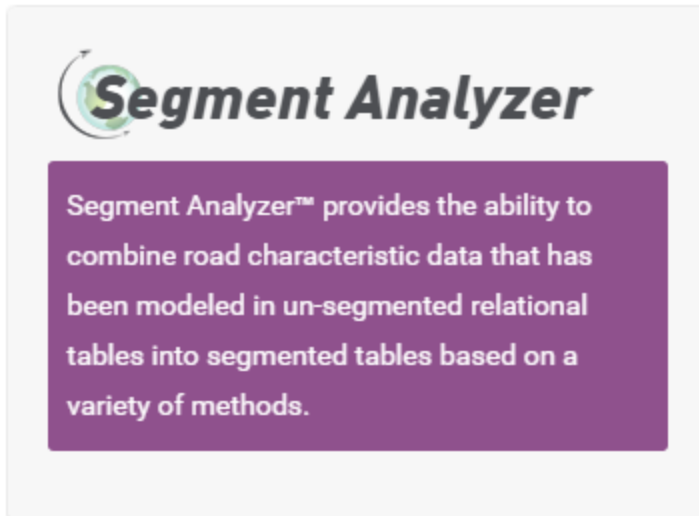 Segment Analyzer
Segment Analyzer™ provides the ability to
combine road characteristic data that has
been modeled in un-segmented relational
tables into segmented tables based on a
variety of methods.